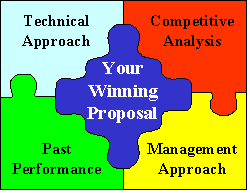 Technical
Approach
Competitive
Analysis
Your
Winning
Proposal
Past
Performance
Management
Approach